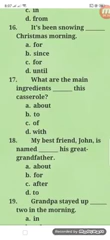 8:07
c. in
d. from
16. It's been snowing ______
Christmas morning.
a. for
b. since
c. for
d. until
17. What are the main
ingredients ______ this
casserole?
a. about
b. to
c. of
d. with
18. My best friend, John, is
named ______ his great-
grandfather.
a. about
b. for
c. after
d. to
19. Grandpa stayed up ______
two in the morning.
a. in